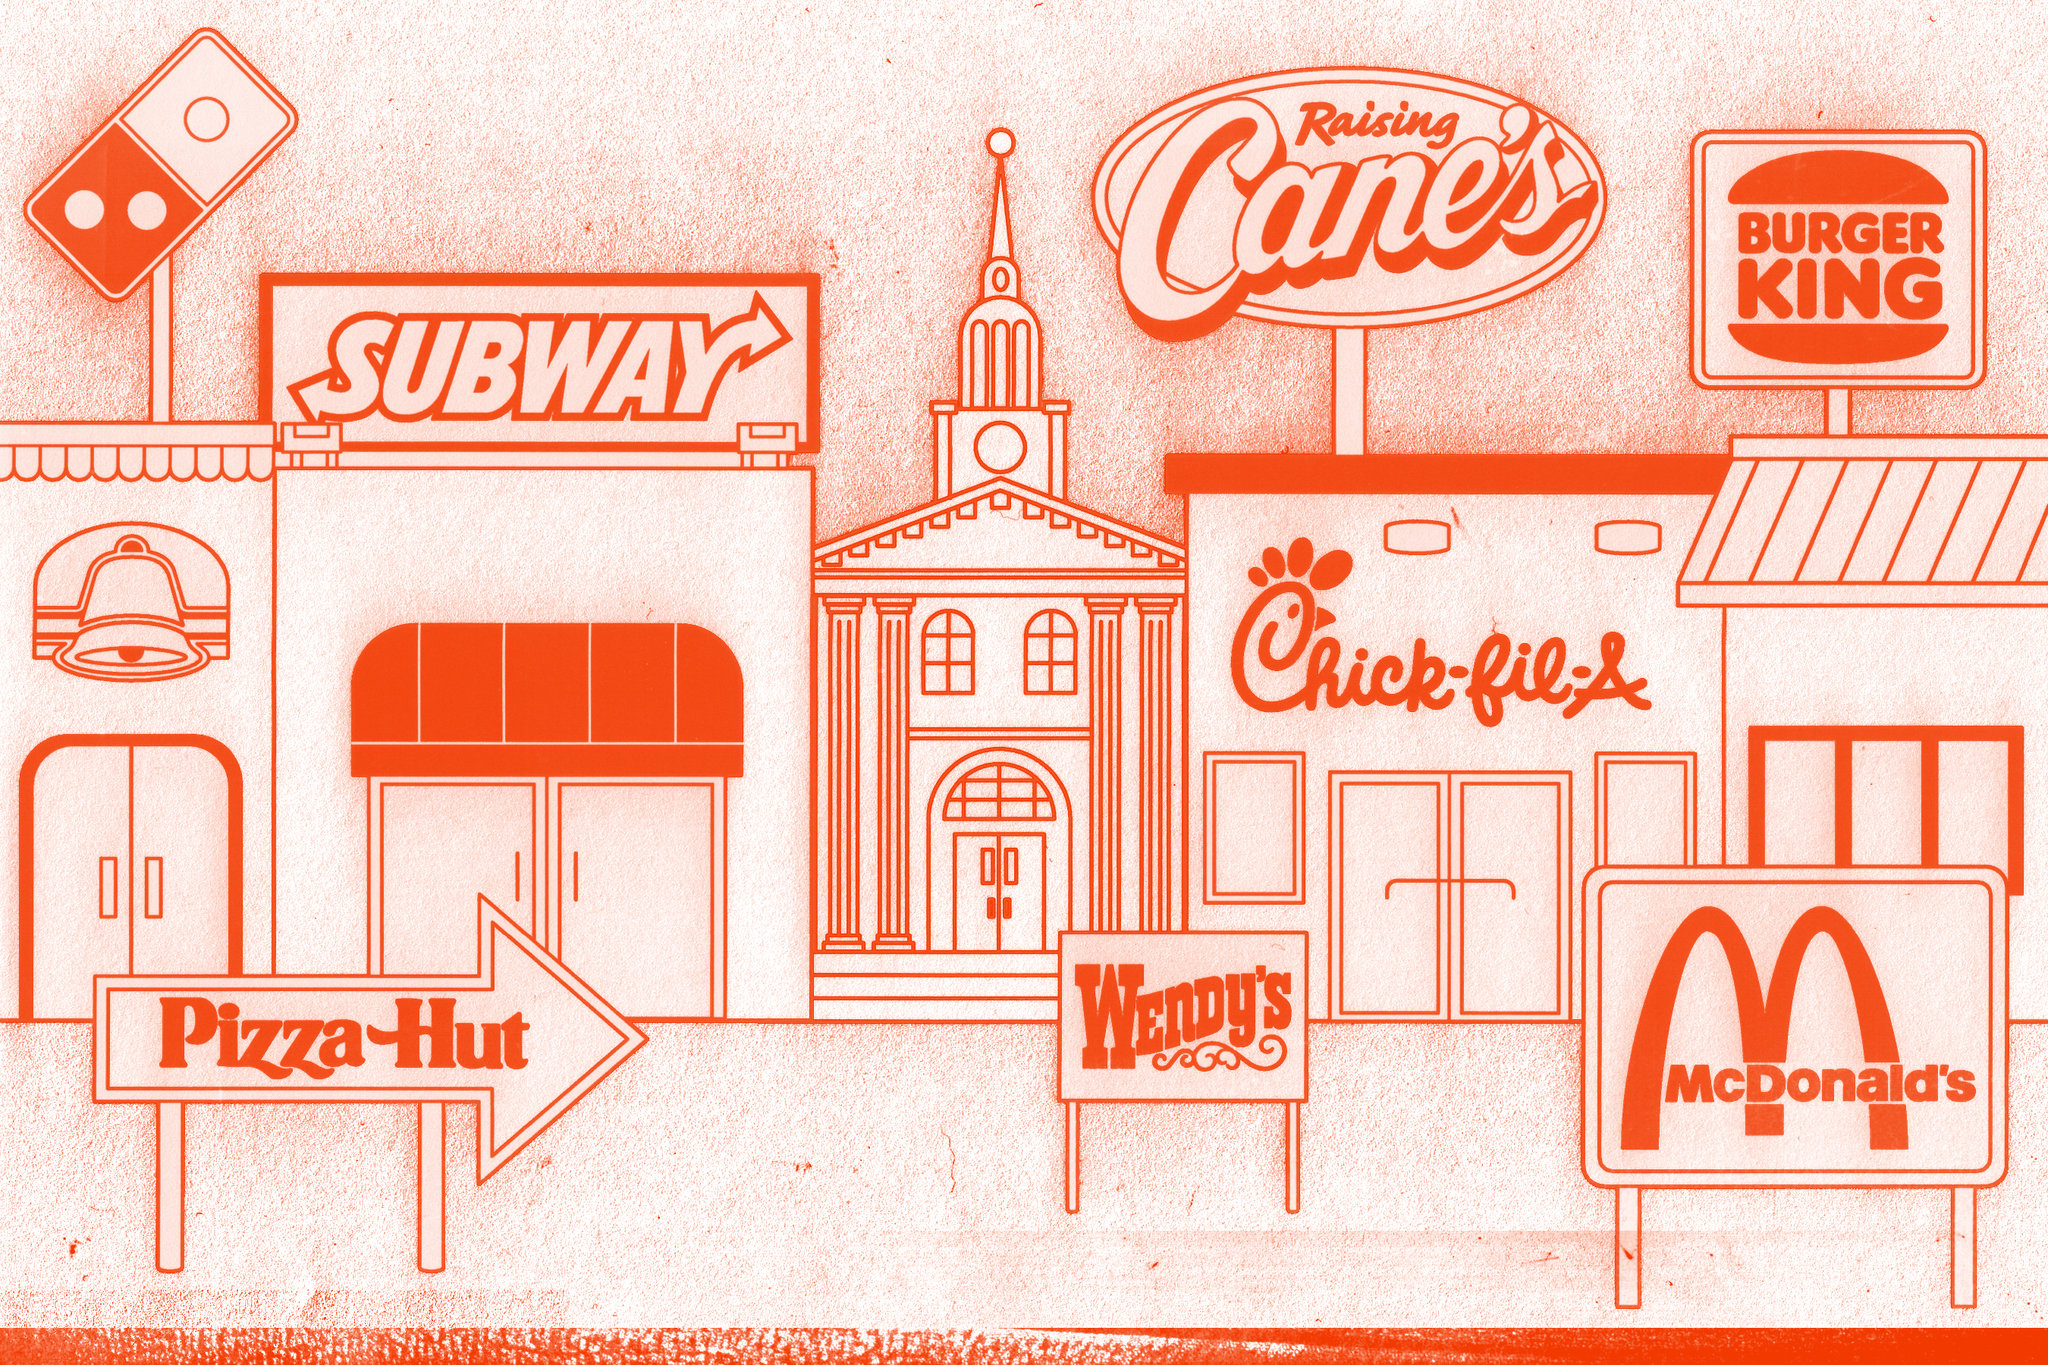 SUBWAY
Raising
Cane's
BURGER
KING
Chick-fil-A
Pizza Hut
WENDY'S
McDonald's